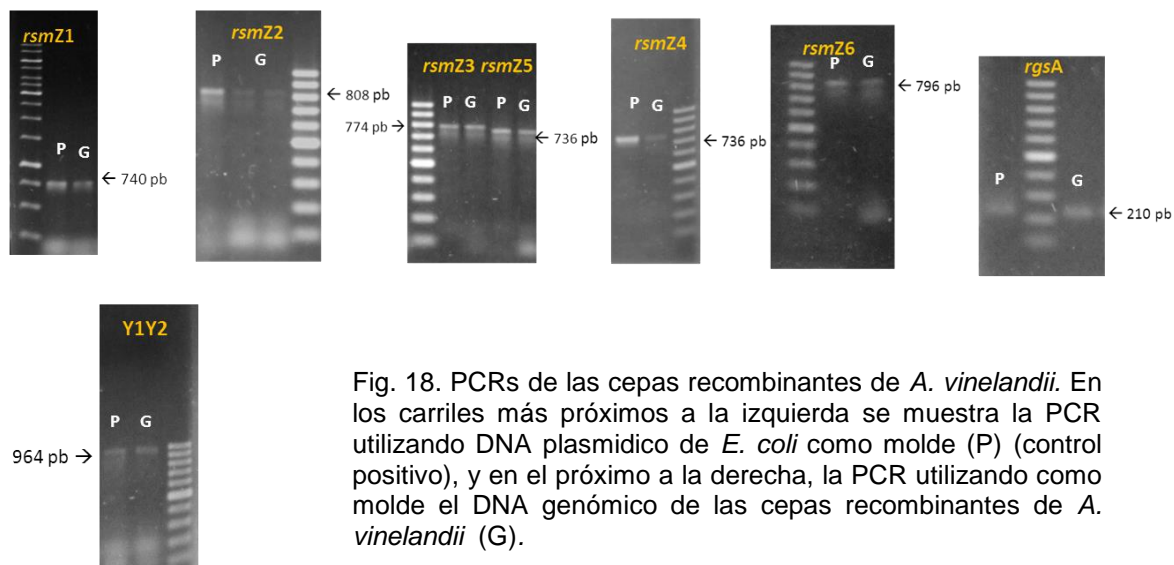 rsmZ1
P G
← 740 pb
rsmZ2
P G
← 808 pb
rsmZ3 rsmZ5
P G P G
774 pb →
← 736 pb
rsmZ4
P G
← 736 pb
rsmZ6
P G
← 796 pb
rgsA
P G
← 210 pb
Y1Y2
P G
964 pb →
Fig. 18. PCRs de las cepas recombinantes de A. vinelandii. En
los carriles más próximos a la izquierda se muestra la PCR
utilizando DNA plasmidico de E. coli como molde (P) (control
positivo), y en el próximo a la derecha, la PCR utilizando como
molde el DNA genómico de las cepas recombinantes de A.
vinelandii (G).